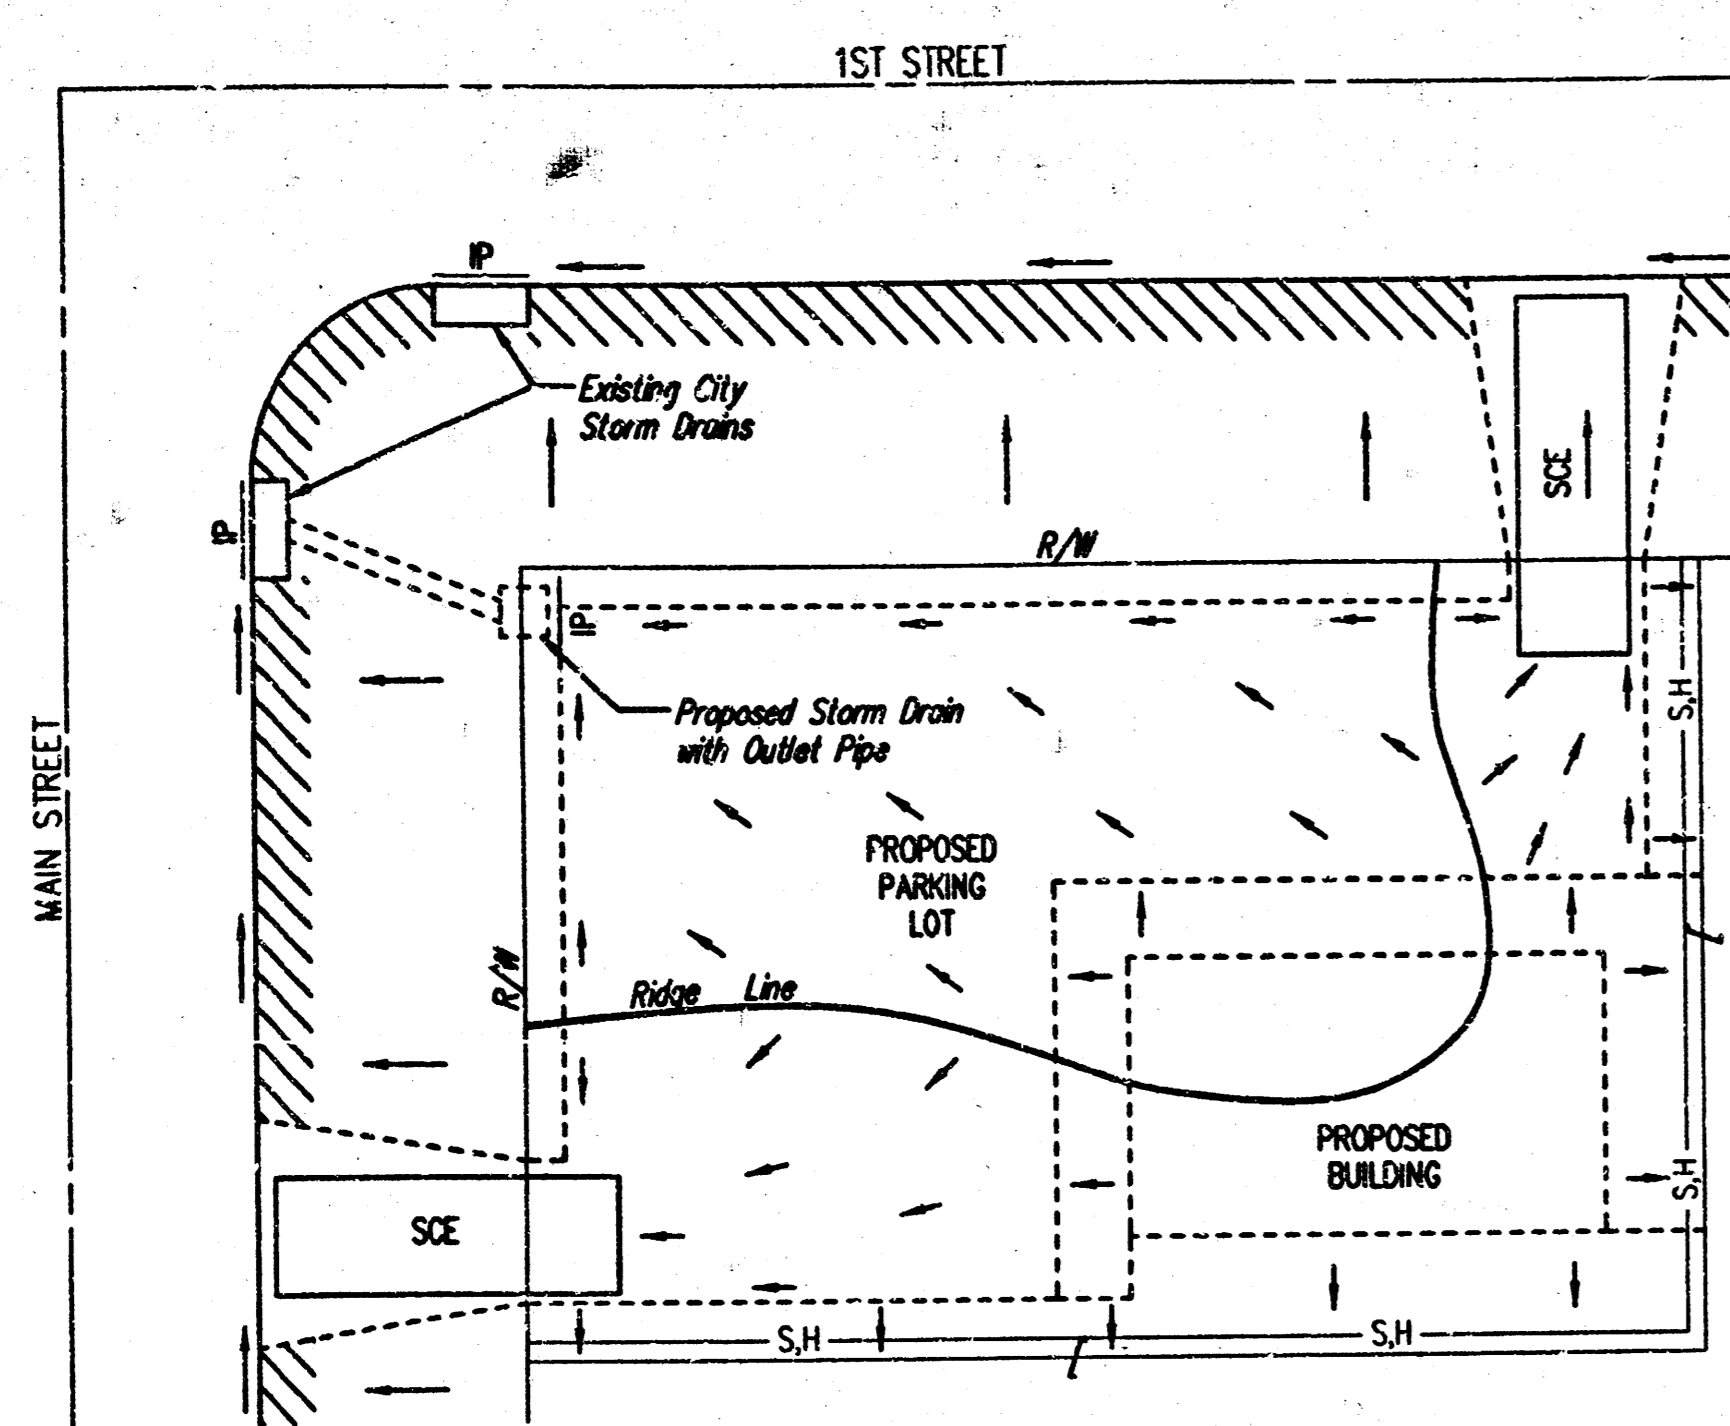 1ST STREET
IP
Existing City
Storm Drains
SCE
IP
R/W
IP
S,H
Proposed Storm Drain
with Outlet Pipe
MAIN STREET
PROPOSED
PARKING
LOT
R/W
Ridge Line
PROPOSED
BUILDING
S,H
SCE
S,H
S,H